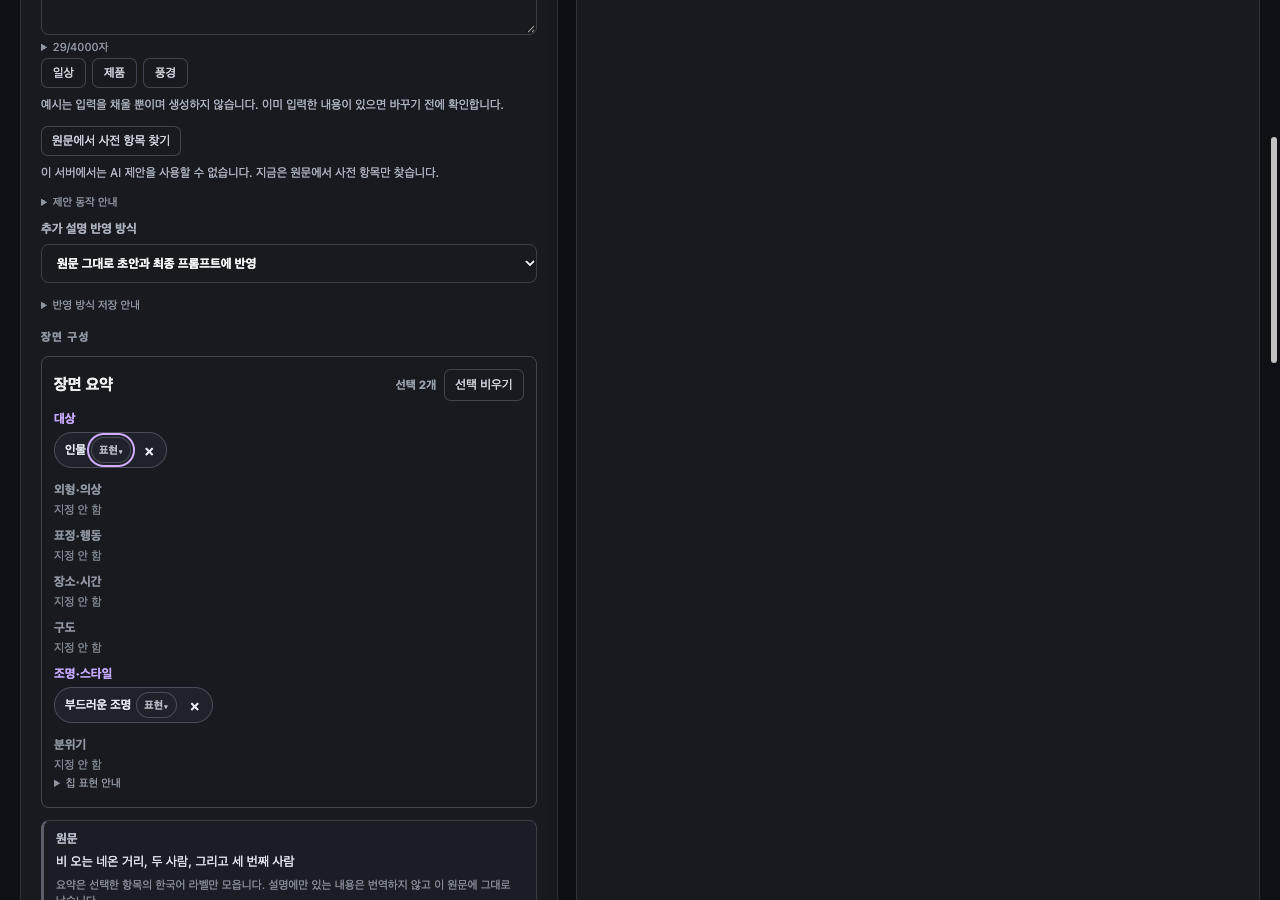 29/4000자
일상 제품 풍경
예시는 입력을 채울 뿐이며 생성하지 않습니다. 이미 입력한 내용이 있으면 바꾸기 전에 확인합니다.
원문에서 사전 항목 찾기
이 서버에서는 AI 제안을 사용할 수 없습니다. 지금은 원문에서 사전 항목만 찾습니다.
제안 동작 안내
추가 설명 반영 방식
원문 그대로 초안과 최종 프롬프트에 반영
반영 방식 저장 안내
장면 구성
장면 요약 선택 2개 선택 비우기
대상
인물 표현
외형·의상
지정 안 함
표정·행동
지정 안 함
장소·시간
지정 안 함
구도
지정 안 함
조명·스타일
부드러운 조명 표현
분위기
지정 안 함
칩 표현 안내
원문
비 오는 네온 거리, 두 사람, 그리고 세 번째 사람
요약은 선택한 항목의 한국어 라벨만 모읍니다. 설명에만 있는 내용은 번역하지 않고 이 원문에 그대로